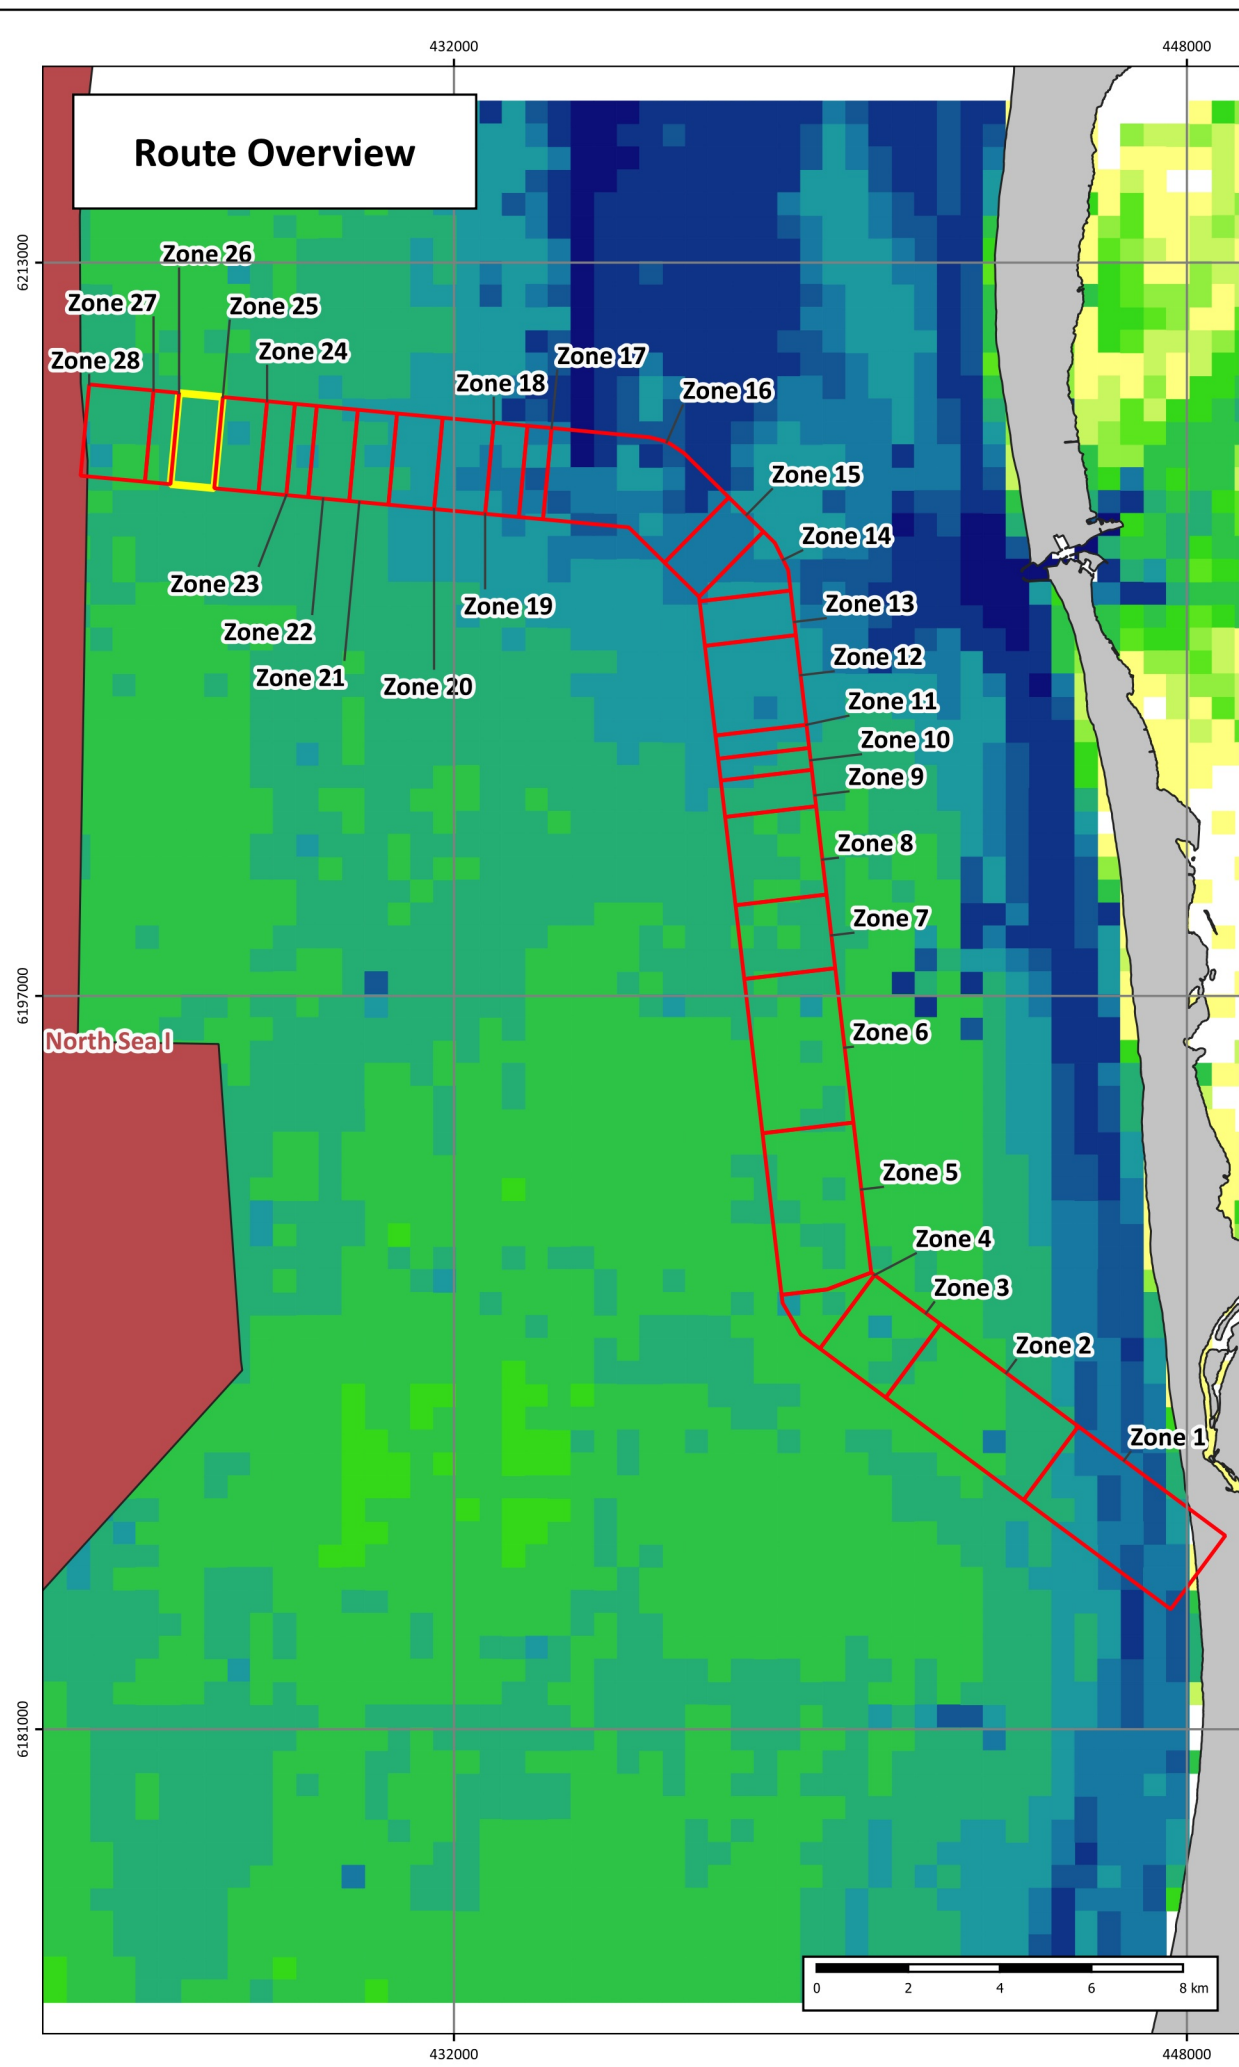 432000
448000
Route Overview
6213000
Zone 26
Zone 27
Zone 25
Zone 24
Zone 17
Zone 28
Zone 18
Zone 16
Zone 15
Zone 14
Zone 23
Zone 13
Zone 19
Zone 22
Zone 12
Zone 21
Zone 20
Zone 11
Zone 10
Zone 9
Zone 8
Zone 7
6197000
Zone 6
North Sea I
Zone 5
Zone 4
Zone 3
Zone 2
Zone 1
6181000
0 2 4 6 8 km
432000
448000